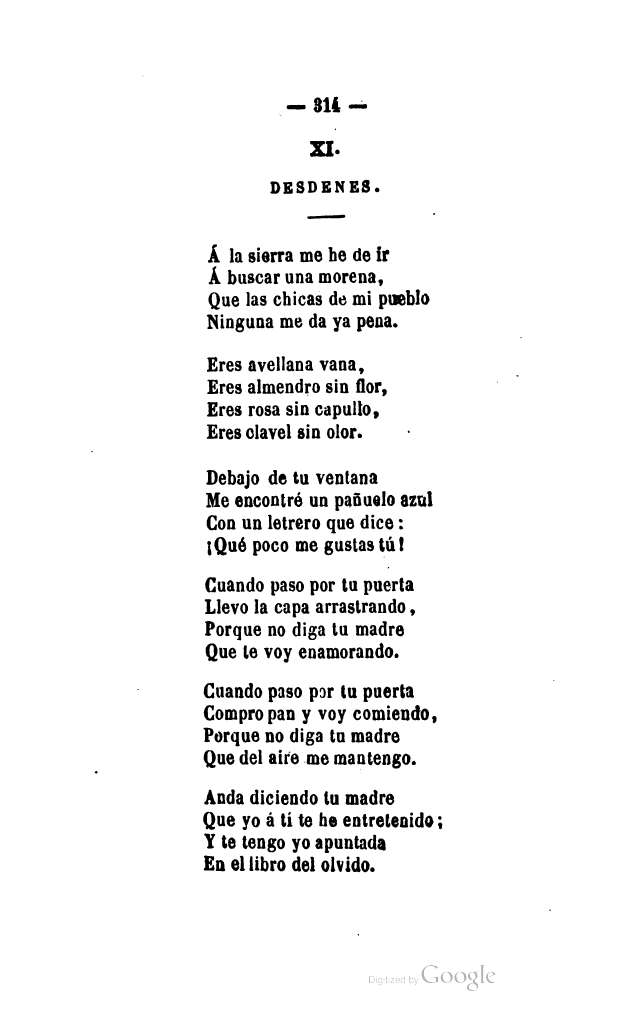 — 314 —
XI.
DESDENES.
Á la sierra me he de ir
Á buscar una morena,
Que las chicas de mi pueblo
Ninguna me da ya pena.
Eres avellana vana,
Eres almendro sin flor,
Eres rosa sin capullo,
Eres clavel sin olor.
Debajo de tu ventana
Me encontré un pañuelo azul
Con un letrero que dice:
¡Qué poco me gustas tú!
Cuando paso por tu puerta
Llevo la capa arrastrando,
Porque no diga tu madre
Que te voy enamorando.
Cuando paso por tu puerta
Compro pan y voy comiendo,
Porque no diga tu madre
Que del aire me mantengo.
Anda diciendo tu madre
Que yo á tí te he entretenido;
Y te tengo yo apuntada
En el libro del olvido.
Digitized by Google